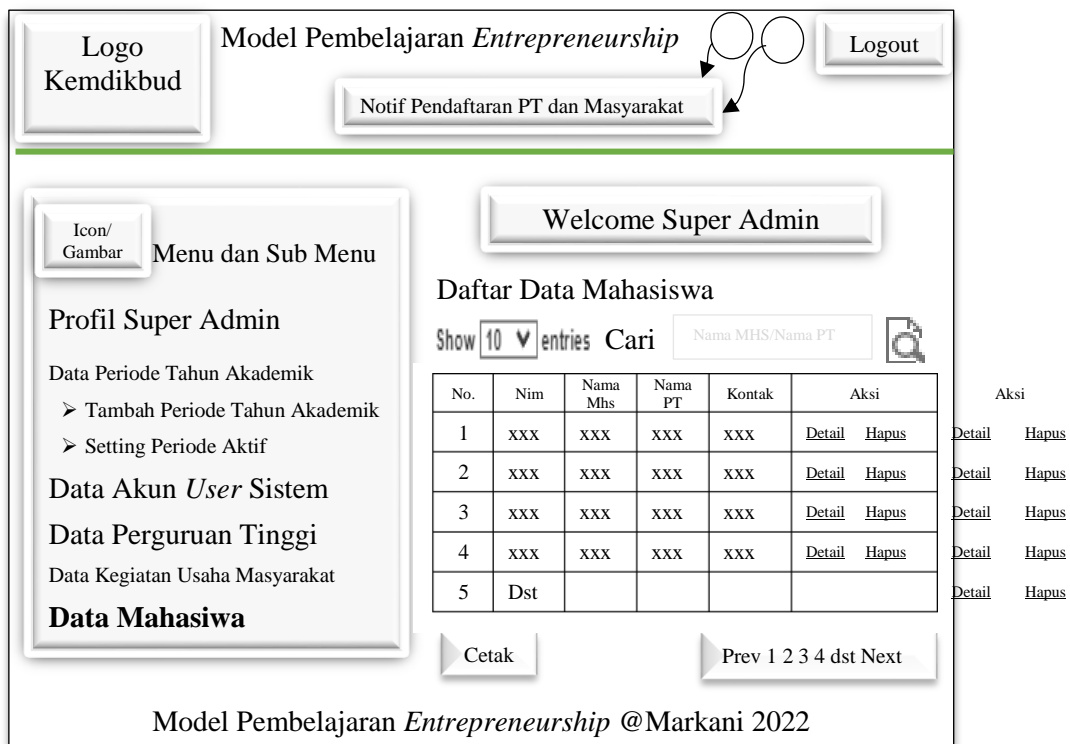 Logo
Kemdikbud
Model Pembelajaran Entrepreneurship
Logout
Notif Pendaftaran PT dan Masyarakat
Icon/
Gambar
Menu dan Sub Menu
Profil Super Admin
Data Periode Tahun Akademik
➢ Tambah Periode Tahun Akademik
➢ Setting Periode Aktif
Data Akun User Sistem
Data Perguruan Tinggi
Data Kegiatan Usaha Masyarakat
Data Mahasiwa
Welcome Super Admin
Daftar Data Mahasiswa
Show 10 entries Cari Nama MHS/Nama PT
No. Nim Nama Mhs Nama PT Kontak Aksi Aksi
1 xxx xxx xxx xxx Detail Hapus Detail Hapus
2 xxx xxx xxx xxx Detail Hapus Detail Hapus
3 xxx xxx xxx xxx Detail Hapus Detail Hapus
4 xxx xxx xxx xxx Detail Hapus Detail Hapus
5 Dst Detail Hapus
Cetak
Prev 1 2 3 4 dst Next
Model Pembelajaran Entrepreneurship @Markani 2022